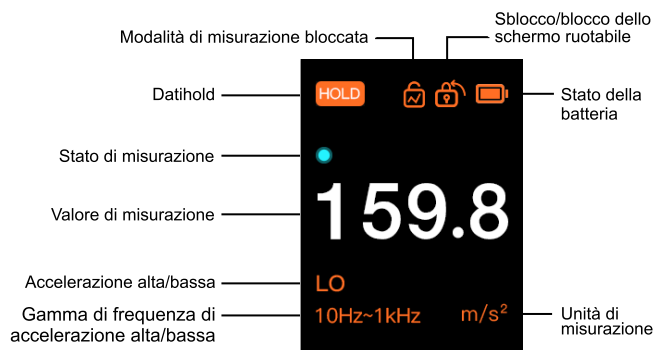 Sblocco/blocco dello
schermo ruotabile
Modalità di misurazione bloccata
Datihold
HOLD
Stato della
batteria
Stato di misurazione
Valore di misurazione
159.8
Accelerazione alta/bassa
LO
Gamma di frequenza di
accelerazione alta/bassa
10Hz~1kHz
m/s²
Unità di
misurazione